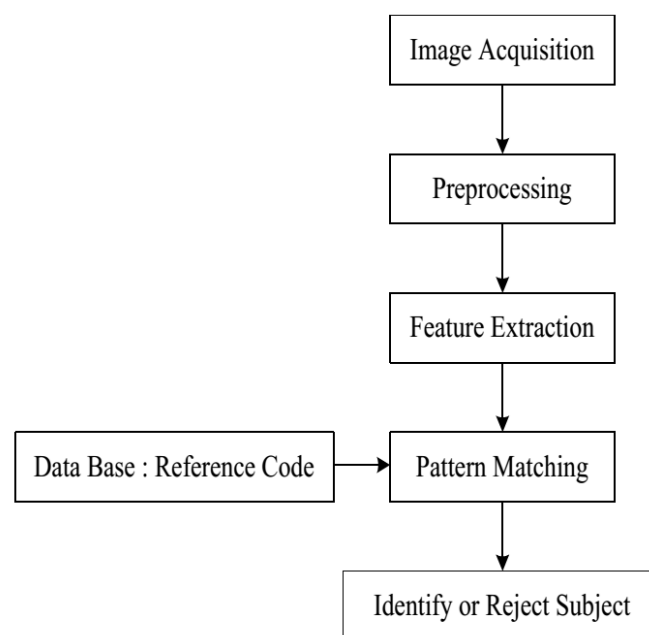 Image Acquisition
Preprocessing
Feature Extraction
Data Base : Reference Code
Pattern Matching
Identify or Reject Subject